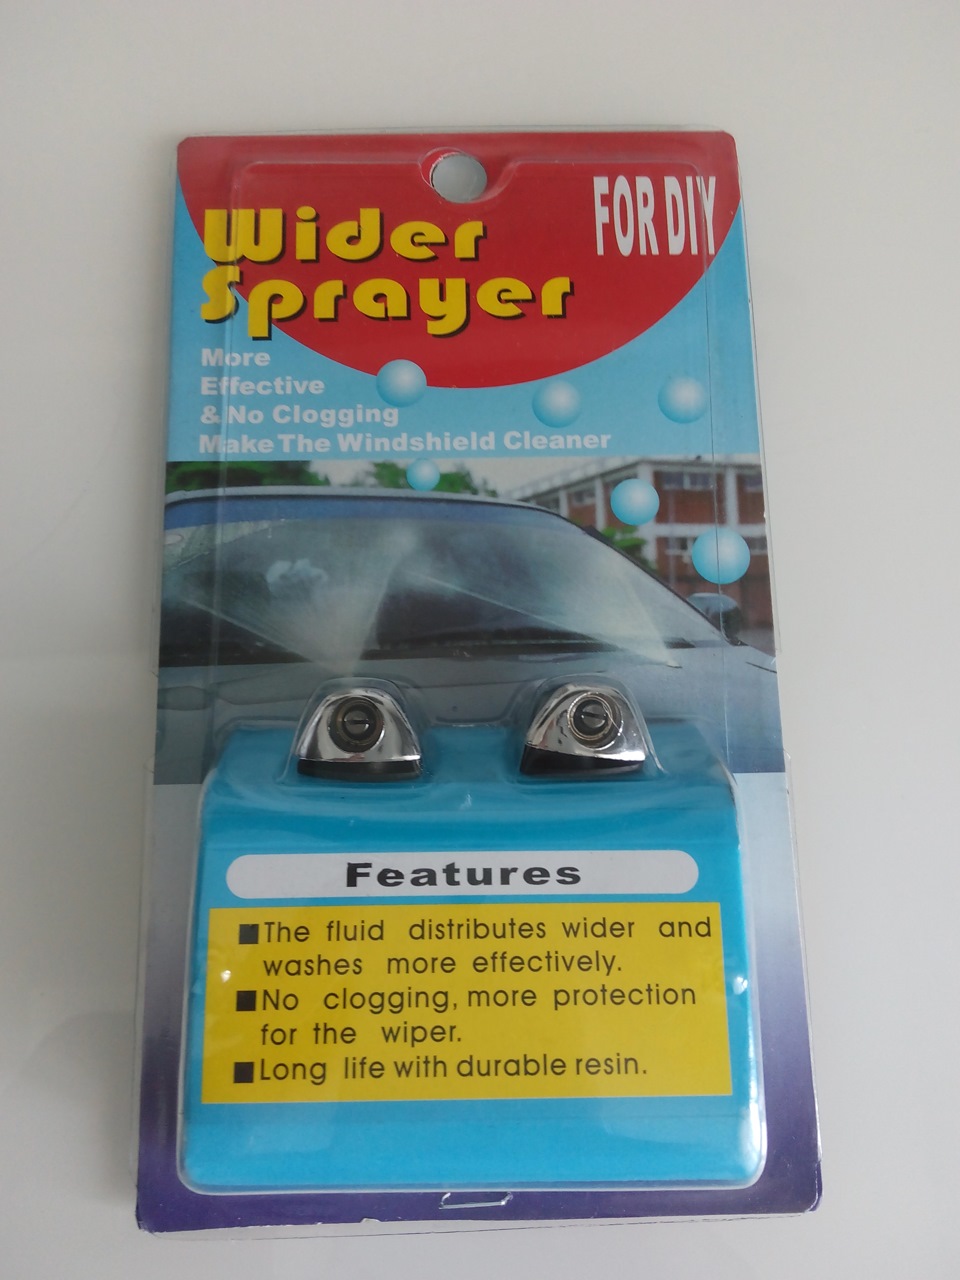 FOR DIY
Wider
Sprayer
More
Effective
& No Clogging
Make The Windshield Cleaner
Features
The fluid distributes wider and
washes more effectively.
No clogging, more protection
for the wiper.
Long life with durable resin.